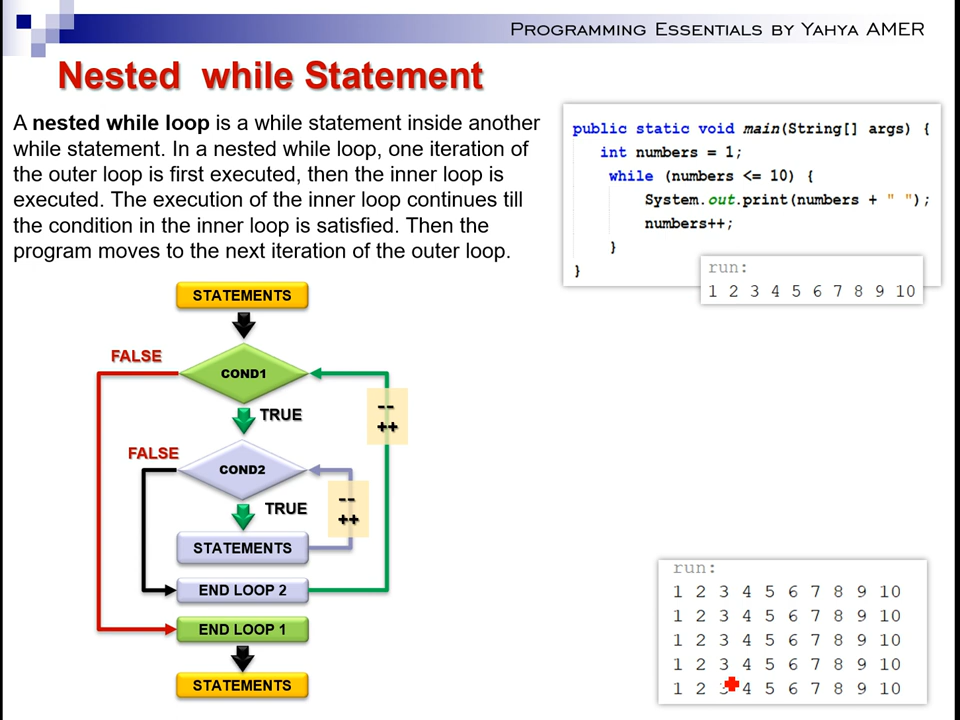 PROGRAMMING ESSENTIALS BY YAHYA AMER
Nested while Statement
A nested while loop is a while statement inside another
while statement. In a nested while loop, one iteration of
the outer loop is first executed, then the inner loop is
executed. The execution of the inner loop continues till
the condition in the inner loop is satisfied. Then the
program moves to the next iteration of the outer loop.
public static void main(String[] args) {
int numbers = 1;
while (numbers <= 10) {
System.out.print(numbers + " ");
numbers++;
}
}
run:
1 2 3 4 5 6 7 8 9 10
STATEMENTS
FALSE
COND1
TRUE
--
++
FALSE
COND2
TRUE
--
++
STATEMENTS
END LOOP 2
END LOOP 1
STATEMENTS
run:
1 2 3 4 5 6 7 8 9 10
1 2 3 4 5 6 7 8 9 10
1 2 3 4 5 6 7 8 9 10
1 2 3 4 5 6 7 8 9 10
1 2 3 4 5 6 7 8 9 10